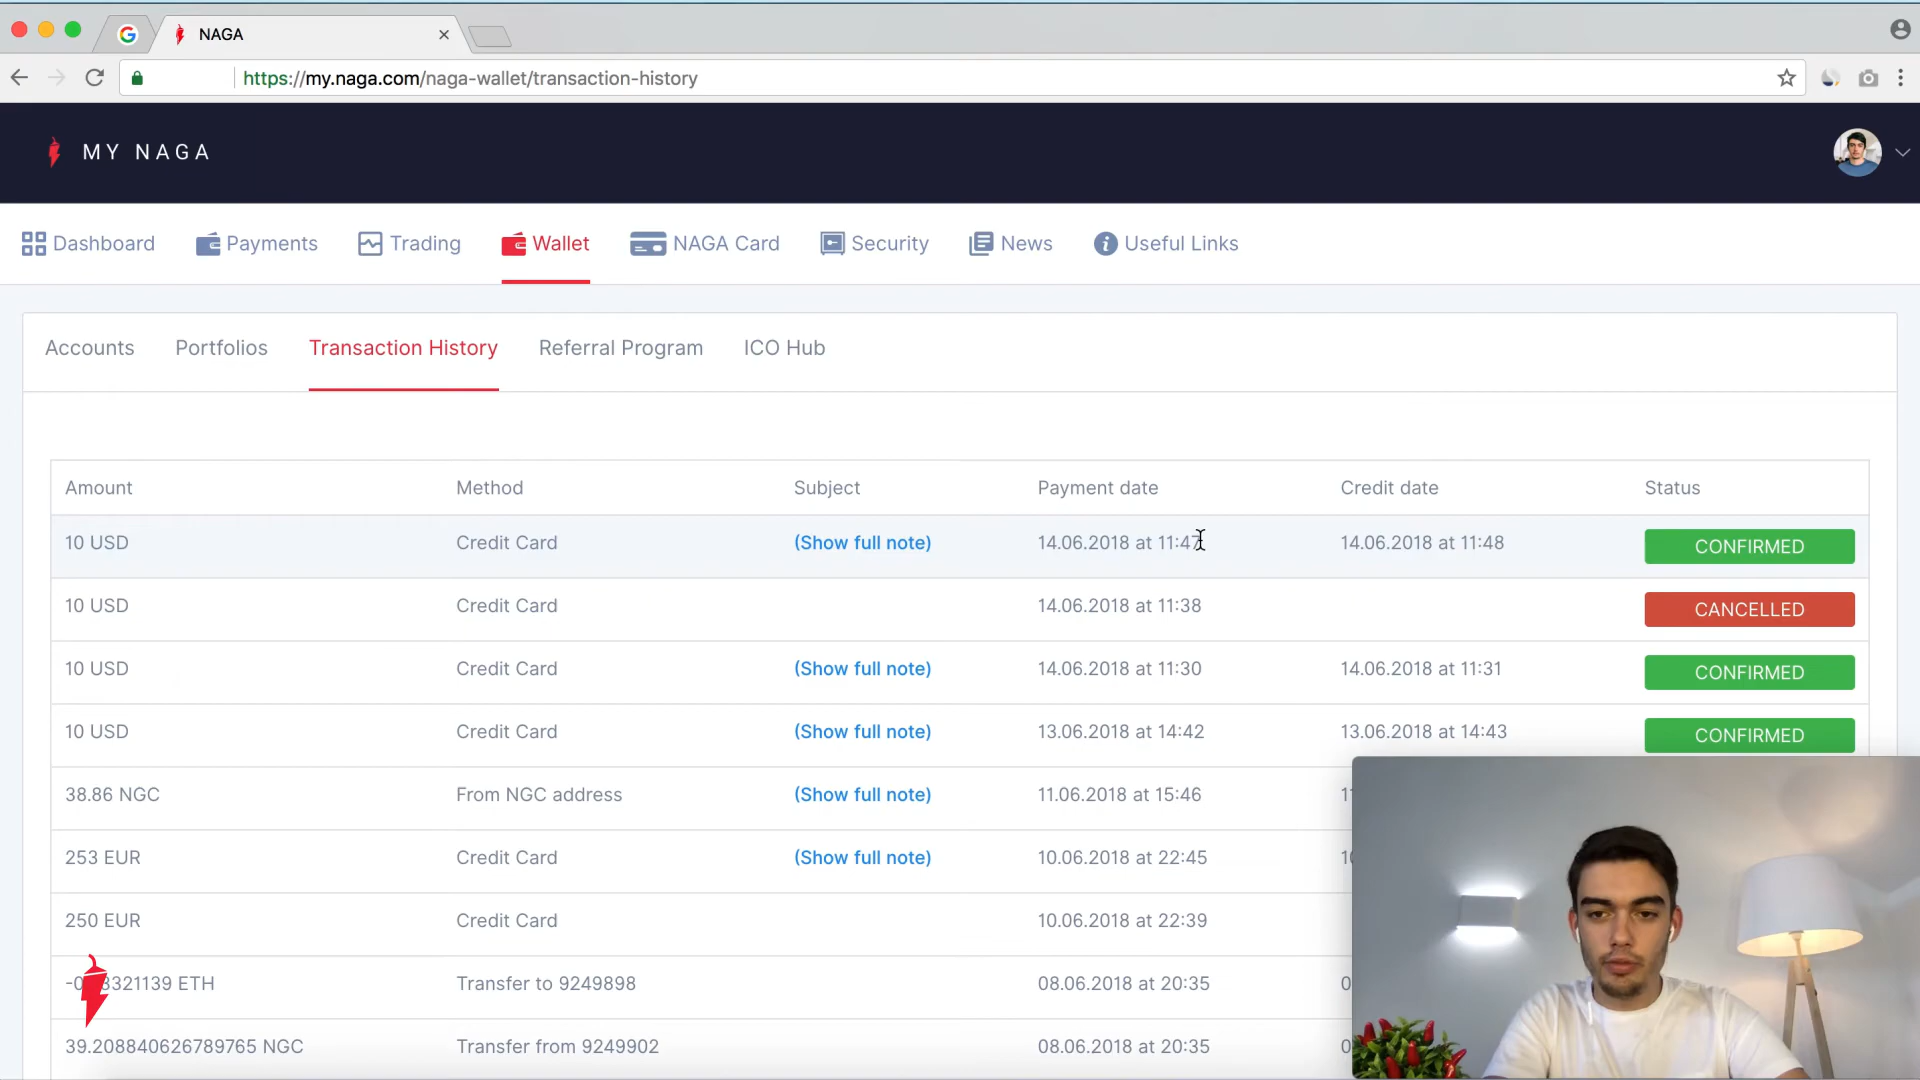 NAGA
https://my.naga.com/naga-wallet/transaction-history
MY NAGA
Dashboard Payments Trading Wallet NAGA Card Security News Useful Links
Accounts Portfolios Transaction History Referral Program ICO Hub
Amount Method Subject Payment date Credit date Status
10 USD Credit Card (Show full note) 14.06.2018 at 11:47 14.06.2018 at 11:48 CONFIRMED
10 USD Credit Card 14.06.2018 at 11:38 CANCELLED
10 USD Credit Card (Show full note) 14.06.2018 at 11:30 14.06.2018 at 11:31 CONFIRMED
10 USD Credit Card (Show full note) 13.06.2018 at 14:42 13.06.2018 at 14:43 CONFIRMED
38.86 NGC From NGC address (Show full note) 11.06.2018 at 15:46
253 EUR Credit Card (Show full note) 10.06.2018 at 22:45
250 EUR Credit Card 10.06.2018 at 22:39
ETH Transfer to 9249898 08.06.2018 at 20:35
39.208840626789765 NGC Transfer from 9249902 08.06.2018 at 20:35